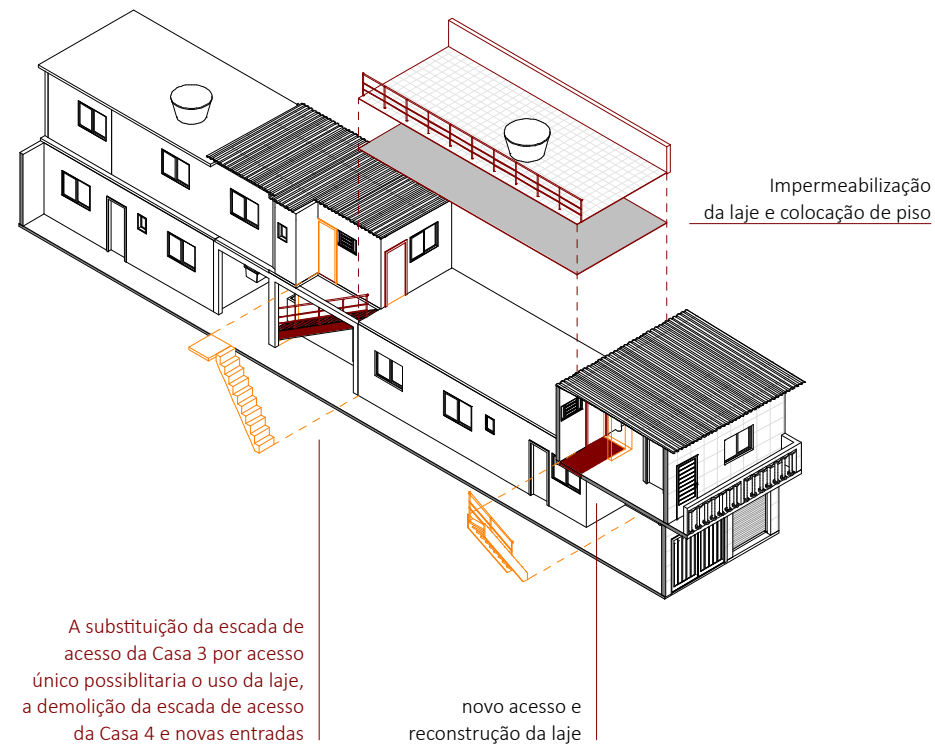 Impermeabilização
da laje e colocação de piso
A substituição da escada de
acesso da Casa 3 por acesso
único possiblitaria o uso da laje,
a demolição da escada de acesso
da Casa 4 e novas entradas
novo acesso e
reconstrução da laje